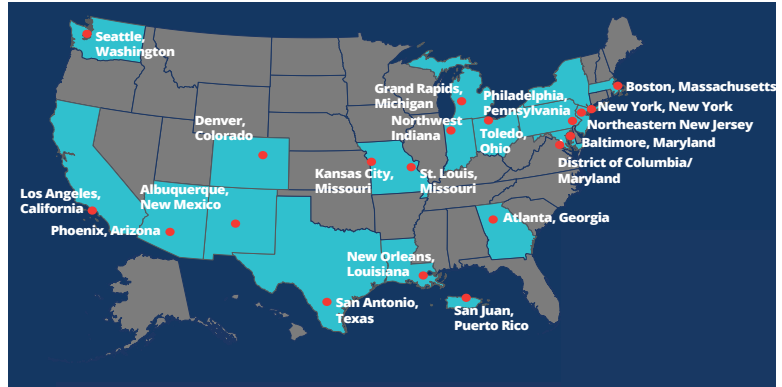 Seattle,
Washington
Grand Rapids,
Michigan
Philadelphia,
Pennsylvania
Boston, Massachusetts
New York, New York
Northeastern New Jersey
Baltimore, Maryland
District of Columbia/
Maryland
Northwest
Indiana
Toledo,
Ohio
Denver,
Colorado
Kansas City,
Missouri
St. Louis,
Missouri
Los Angeles,
California
Albuquerque,
New Mexico
Phoenix, Arizona
Atlanta, Georgia
New Orleans,
Louisiana
San Antonio,
Texas
San Juan,
Puerto Rico